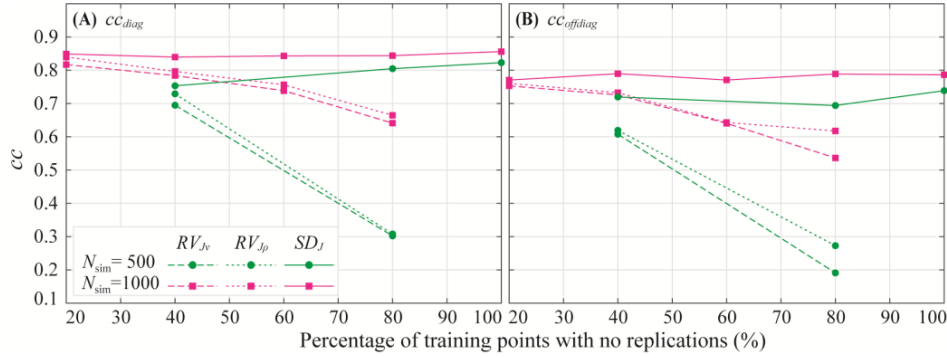 (A) cc_diag
(B) cc_offdiag
0.9
0.8
0.7
0.6
0.5
0.4
0.3
0.2
0.1
cc
RV_Jv RV_Jρ SD_J
N_sim= 500
N_sim= 1000
20 30 40 50 60 70 80 90 100
20 30 40 50 60 70 80 90 100
Percentage of training points with no replications (%)